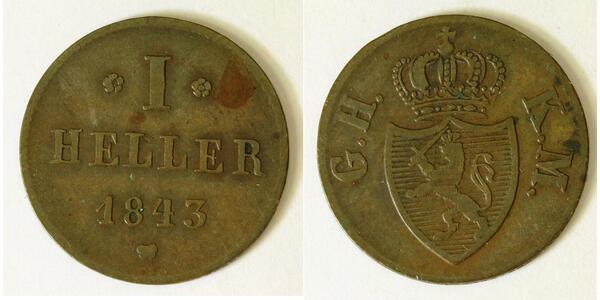 I
HELLER
1843
G. H. K. M.